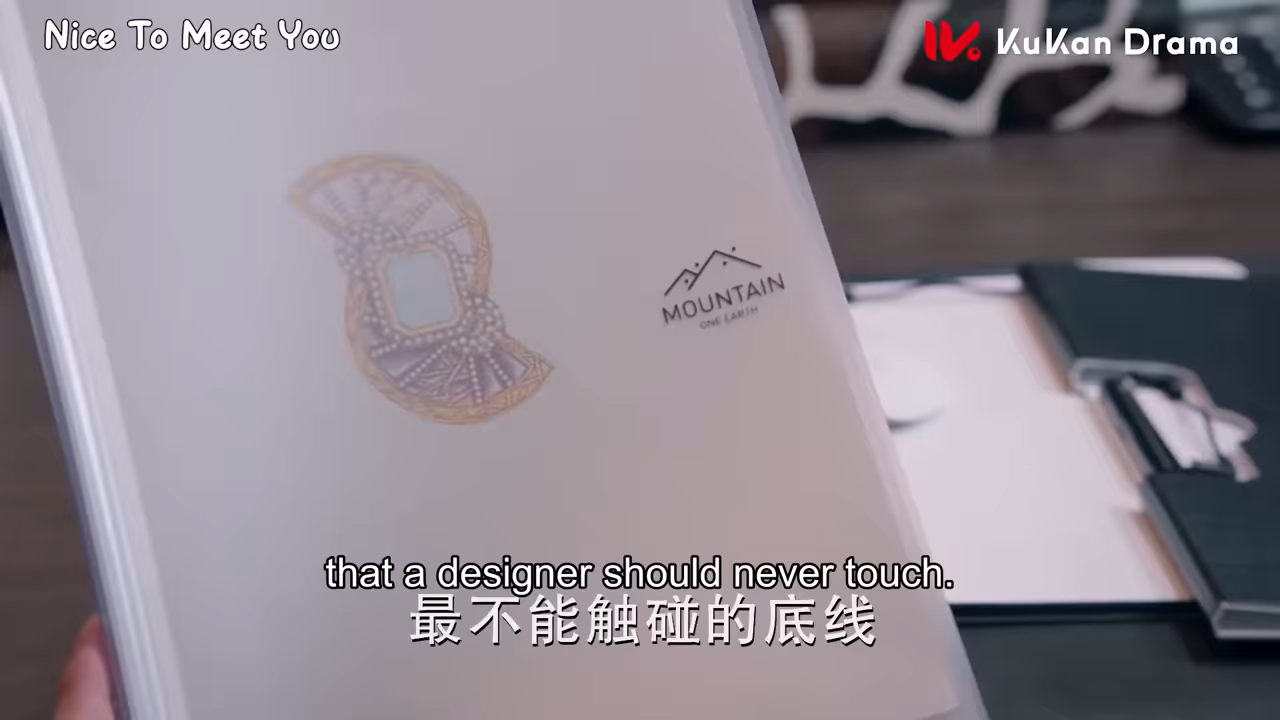 Nice To Meet You
KuKan Drama
MOUNTAIN
ONE EARTH
that a designer should never touch.
最不能触碰的底线